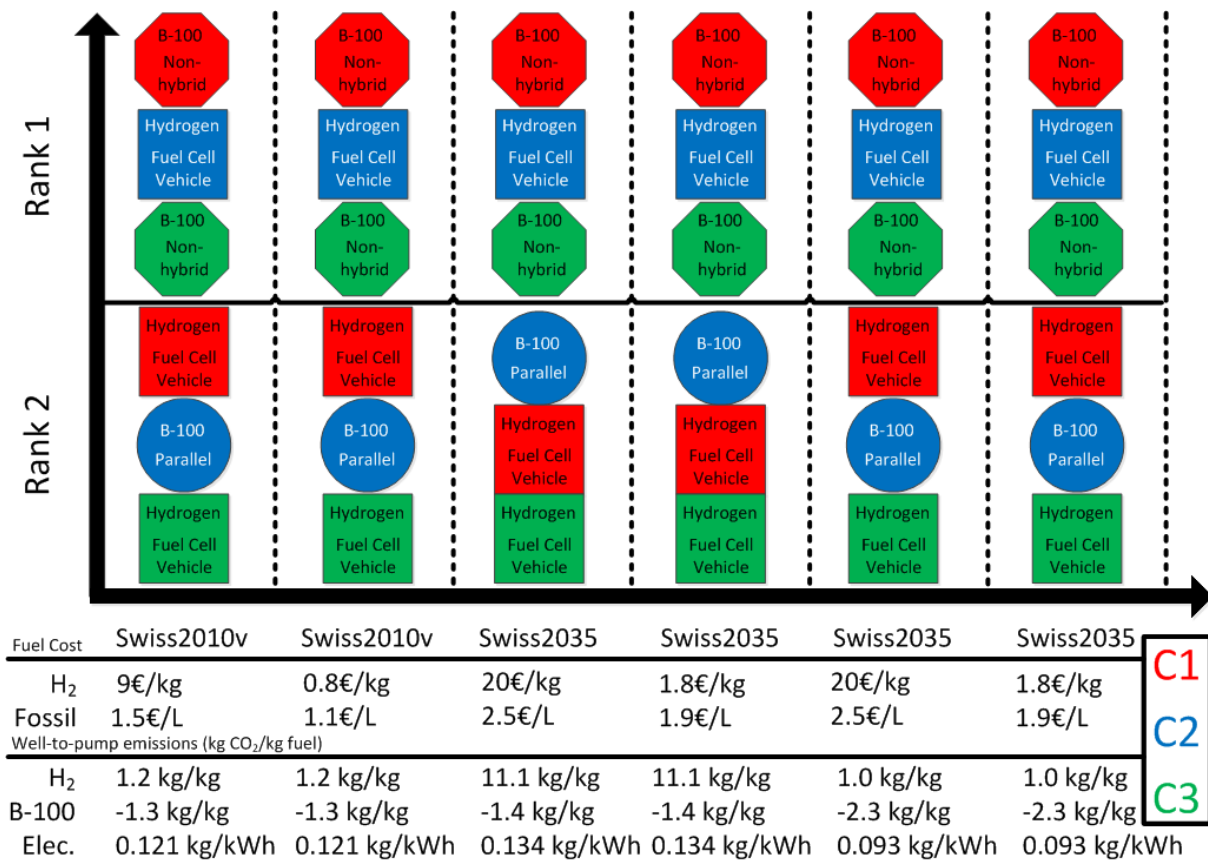 Rank 1
B-100 Non-hybrid B-100 Non-hybrid B-100 Non-hybrid B-100 Non-hybrid B-100 Non-hybrid B-100 Non-hybrid
Hydrogen Fuel Cell Vehicle Hydrogen Fuel Cell Vehicle Hydrogen Fuel Cell Vehicle Hydrogen Fuel Cell Vehicle Hydrogen Fuel Cell Vehicle Hydrogen Fuel Cell Vehicle
B-100 Non-hybrid B-100 Non-hybrid B-100 Non-hybrid B-100 Non-hybrid B-100 Non-hybrid B-100 Non-hybrid
Rank 2
Hydrogen Fuel Cell Vehicle Hydrogen Fuel Cell Vehicle B-100 Parallel B-100 Parallel Hydrogen Fuel Cell Vehicle Hydrogen Fuel Cell Vehicle
B-100 Parallel B-100 Parallel Hydrogen Fuel Cell Vehicle Hydrogen Fuel Cell Vehicle B-100 Parallel B-100 Parallel
Hydrogen Fuel Cell Vehicle Hydrogen Fuel Cell Vehicle Hydrogen Fuel Cell Vehicle Hydrogen Fuel Cell Vehicle Hydrogen Fuel Cell Vehicle Hydrogen Fuel Cell Vehicle
Fuel Cost Swiss2010v Swiss2010v Swiss2035 Swiss2035 Swiss2035 Swiss2035
H₂ 9€/kg 0.8€/kg 20€/kg 1.8€/kg 20€/kg 1.8€/kg
Fossil 1.5€/L 1.1€/L 2.5€/L 1.9€/L 2.5€/L 1.9€/L
Well-to-pump emissions (kg CO₂/kg fuel)
H₂ 1.2 kg/kg 1.2 kg/kg 11.1 kg/kg 11.1 kg/kg 1.0 kg/kg 1.0 kg/kg
B-100 -1.3 kg/kg -1.3 kg/kg -1.4 kg/kg -1.4 kg/kg -2.3 kg/kg -2.3 kg/kg
Elec. 0.121 kg/kWh 0.121 kg/kWh 0.134 kg/kWh 0.134 kg/kWh 0.093 kg/kWh 0.093 kg/kWh
C1
C2
C3